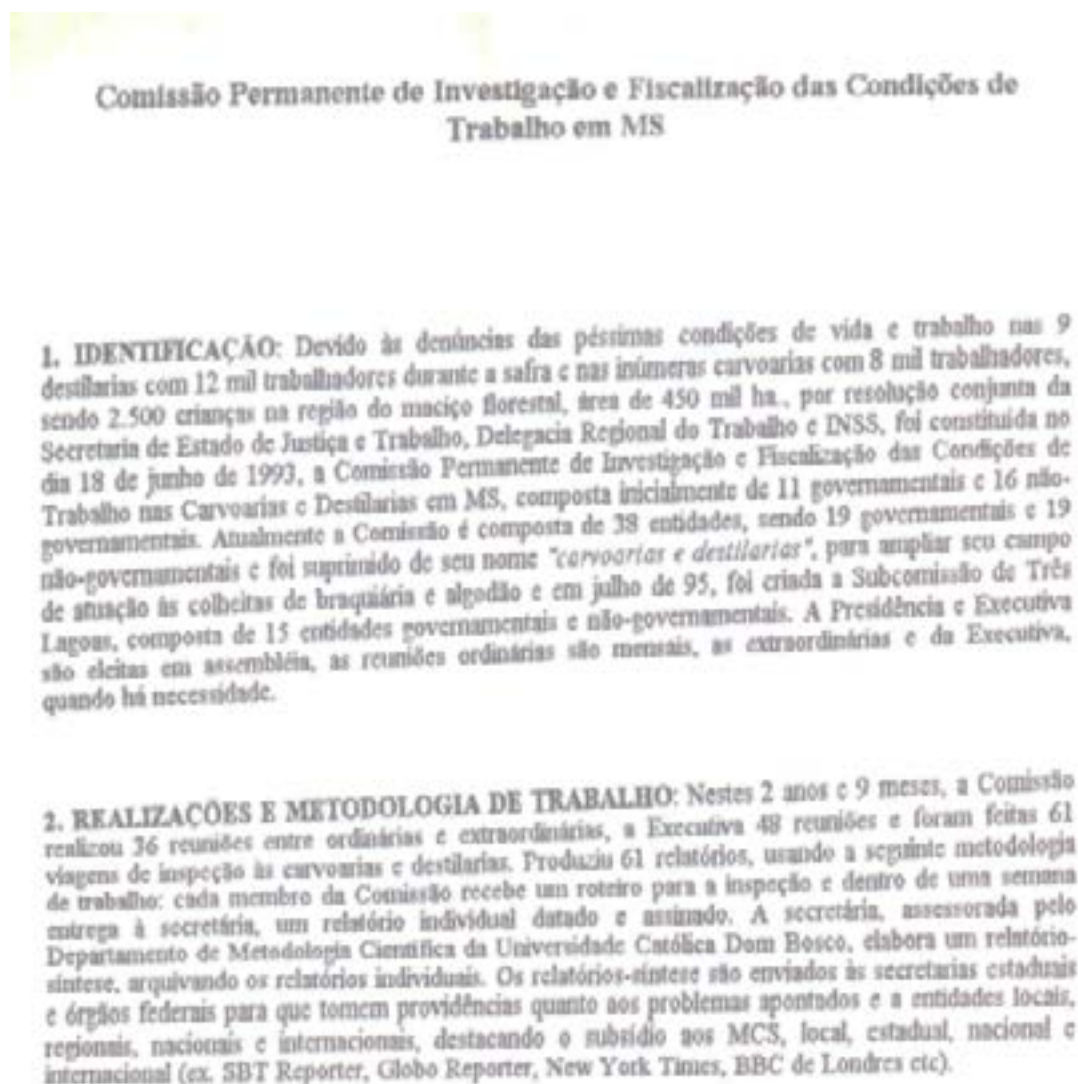 Comissão Permanente de Investigação e Fiscalização das Condições de
Trabalho em MS
1. IDENTIFICAÇÃO: Devido às denúncias das péssimas condições de vida e trabalho nas 9
destilarias com 12 mil trabalhadores durante a safra e nas inúmeras carvoarias com 8 mil trabalhadores,
sendo 2.500 crianças na região do maciço florestal, área de 450 mil ha., por resolução conjunta da
Secretaria de Estado de Justiça e Trabalho, Delegacia Regional do Trabalho e INSS, foi constituída no
dia 18 de junho de 1993, a Comissão Permanente de Investigação e Fiscalização das Condições de
Trabalho nas Carvoarias e Destilarias em MS, composta inicialmente de 11 governamentais e 16 não-
governamentais. Atualmente a Comissão é composta de 38 entidades, sendo 19 governamentais e 19
não-governamentais e foi suprimido de seu nome "carvoarias e destilarias", para ampliar seu campo
de atuação às colheitas de braquiária e algodão e em julho de 95, foi criada a Subcomissão de Três
Lagoas, composta de 15 entidades governamentais e não-governamentais. A Presidência e Executiva
são eleitas em assembléia, as reuniões ordinárias são mensais, as extraordinárias e da Executiva,
quando há necessidade.
2. REALIZAÇÕES E METODOLOGIA DE TRABALHO: Nestes 2 anos e 9 meses, a Comissão
realizou 36 reuniões entre ordinárias e extraordinárias, a Executiva 48 reuniões e foram feitas 61
viagens de inspeção às carvoarias e destilarias. Produziu 61 relatórios, usando a seguinte metodologia
de trabalho: cada membro da Comissão recebe um roteiro para a inspeção e dentro de uma semana
entrega à secretária, um relatório individual datado e assinado. A secretária, assessorada pelo
Departamento de Metodologia Científica da Universidade Católica Dom Bosco, elabora um relatório-
síntese, arquivando os relatórios individuais. Os relatórios-síntese são enviados às secretarias estaduais
e órgãos federais para que tomem providências quanto aos problemas apontados e a entidades locais,
regionais, nacionais e internacionais, destacando o subsídio aos MCS, local, estadual, nacional e
internacional (ex. SBT Reporter, Globo Reporter, New York Times, BBC de Londres etc).